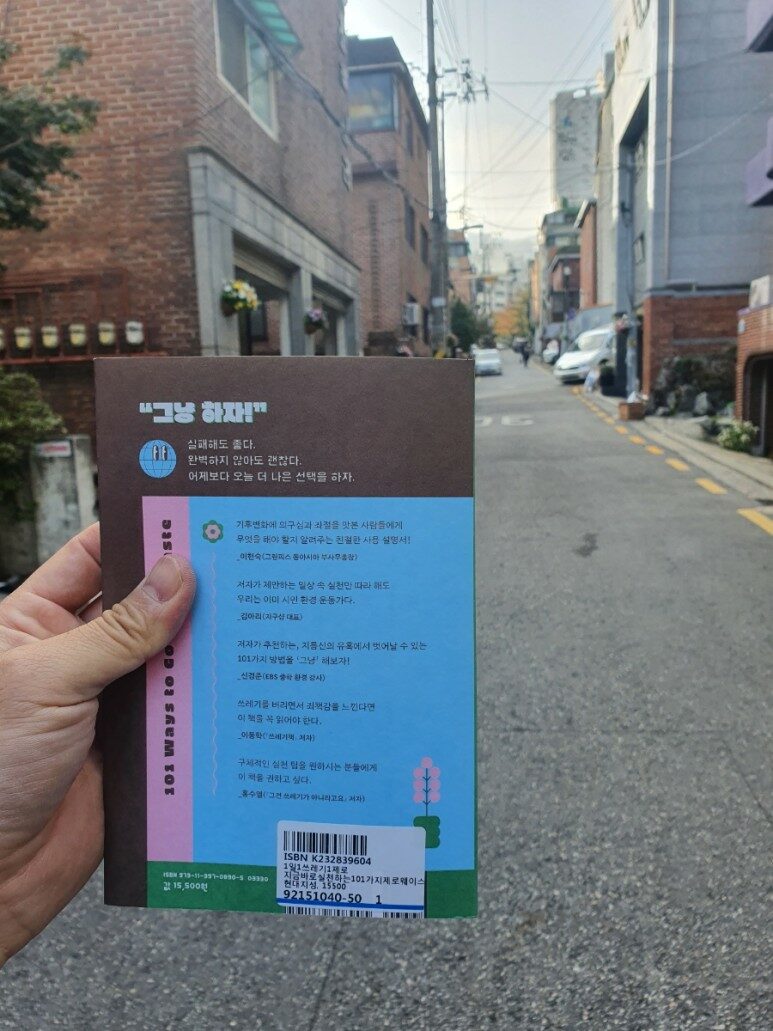 “그냥 하자!”
실패해도 좋다.
완벽하지 않아도 괜찮다.
어제보다 오늘 더 나은 선택을 하자.
기후변화에 의구심과 좌절을 맛본 사람들에게
무엇을 해야 할지 알려주는 친절한 사용 설명서!
_이현숙(그린피스 동아시아 부사무총장)
저자가 제안하는 일상 속 실천만 따라 해도
우리는 이미 시민 환경 운동가다.
_김아리(지구샵 대표)
저자가 추천하는, 지름신의 유혹에서 벗어날 수 있는
101가지 방법을 ‘그냥’ 해보자!
_신경준(EBS 중학 환경 강사)
쓰레기를 버리면서 죄책감을 느낀다면
이 책을 꼭 읽어야 한다.
_이동학(『쓰레기책』 저자)
구체적인 실천 팁을 원하시는 분들에게
이 책을 권하고 싶다.
_홍수열(『그건 쓰레기가 아니라고요』 저자)
101 Ways to Go
ste
ISBN 979-11-397-0690-5 03330
값 15,500원
ISBN K232839604
1일1쓰레기1제로
지금바로실천하는101가지제로웨이스
현대지성, 15500
92151040-50 1